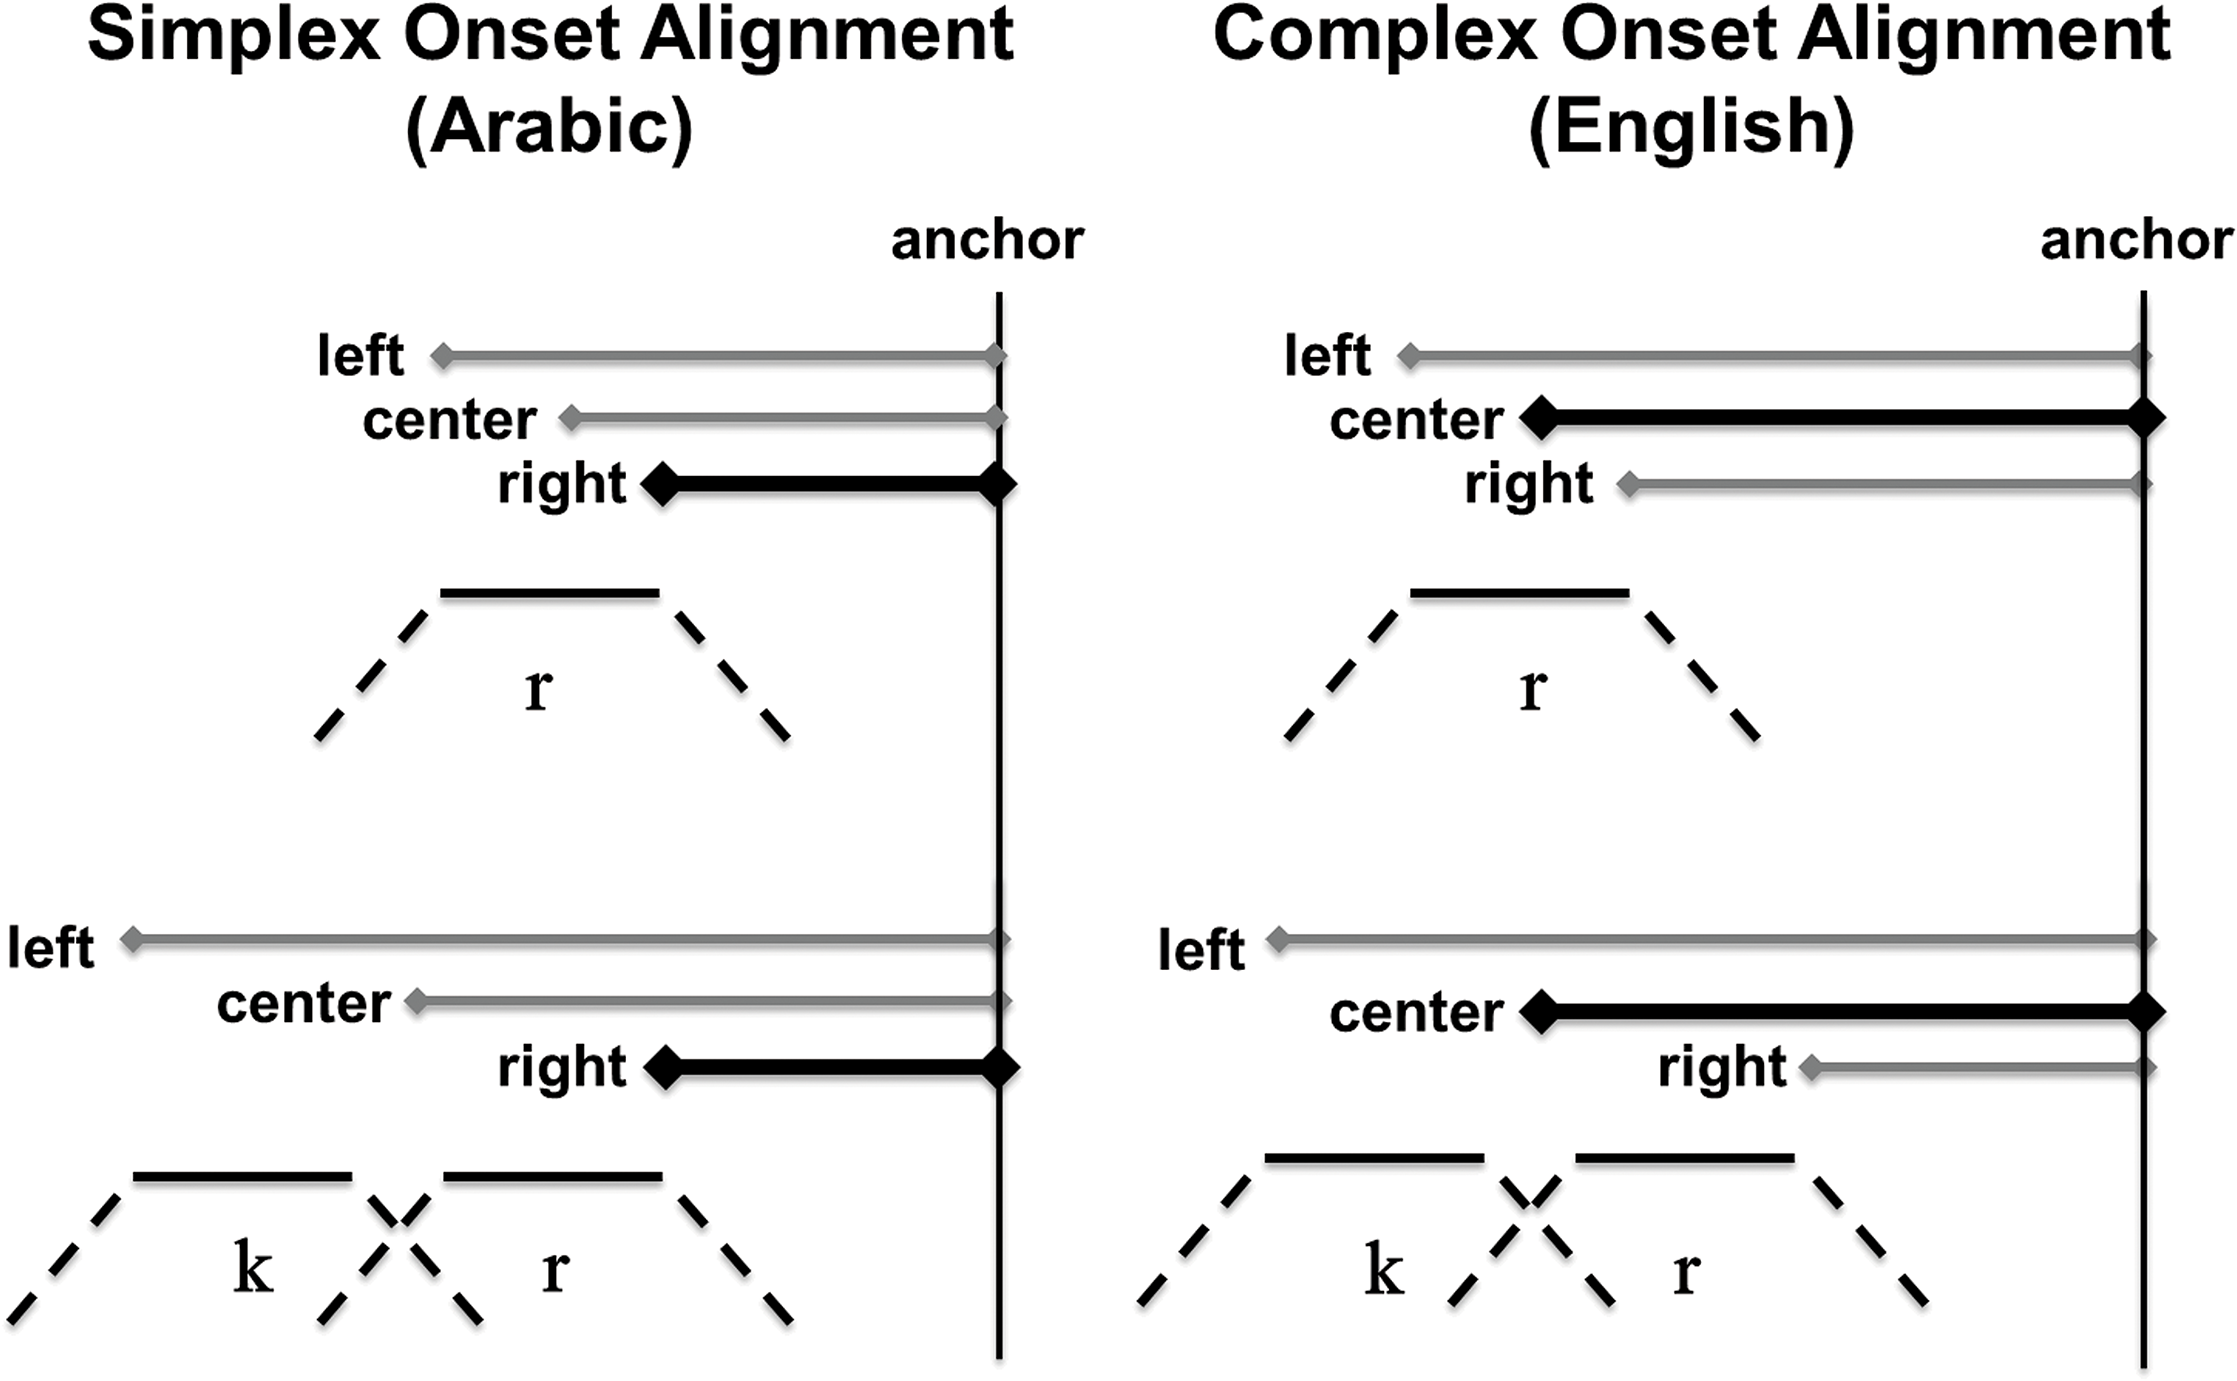 Simplex Onset Alignment
(Arabic)
anchor
left
center
right
r
left
center
right
k r
Complex Onset Alignment
(English)
anchor
left
center
right
r
left
center
right
k r